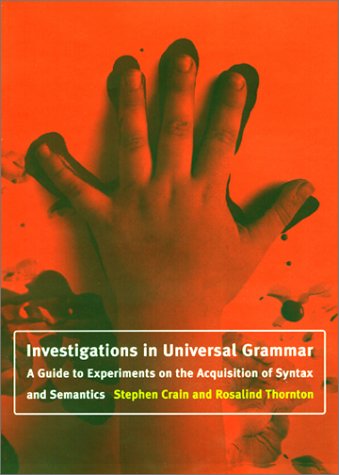 Investigations in Universal Grammar
A Guide to Experiments on the Acquisition of Syntax
and Semantics Stephen Crain and Rosalind Thornton